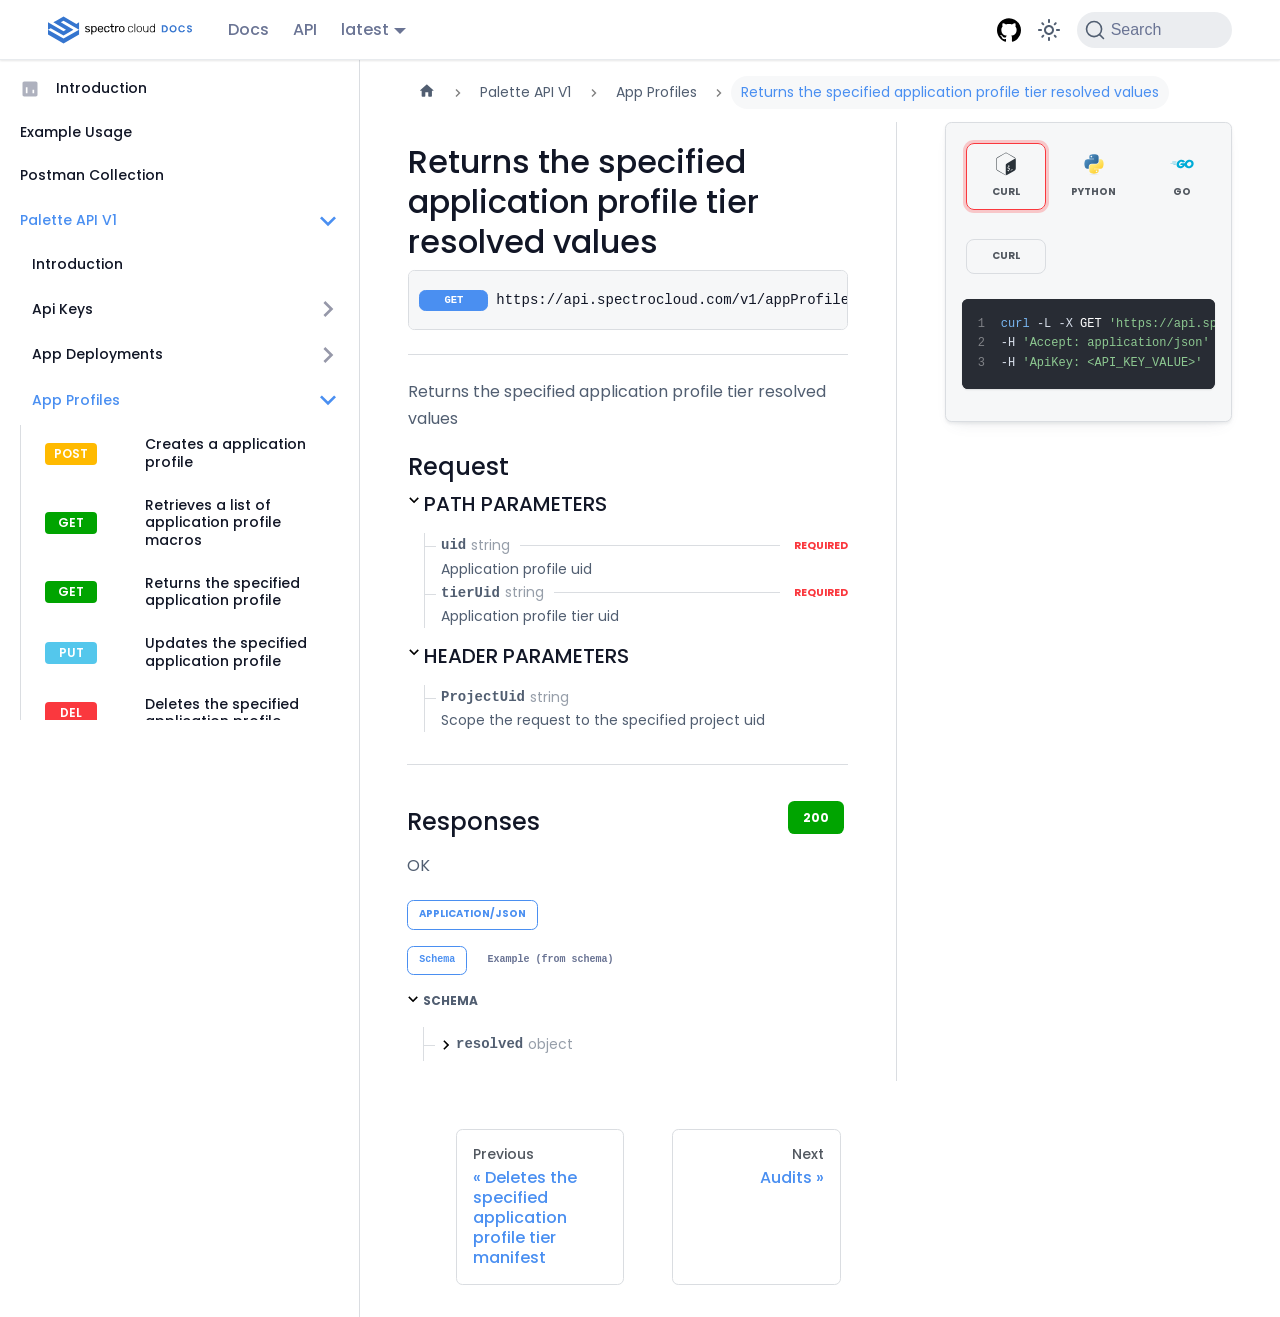 spectro cloud DOCS
Docs
API
latest
Search
Introduction
Example Usage
Postman Collection
Palette API V1
Introduction
Api Keys
App Deployments
App Profiles
POST
Creates a application
profile
GET
Retrieves a list of
application profile
macros
GET
Returns the specified
application profile
PUT
Updates the specified
application profile
DEL
Deletes the specified
application profile
Palette API V1
App Profiles
Returns the specified application profile tier resolved values
Returns the specified
application profile tier
resolved values
GET
https://api.spectrocloud.com/v1/appProfile
Returns the specified application profile tier resolved
values
Request
PATH PARAMETERS
uid string
REQUIRED
Application profile uid
tierUid string
REQUIRED
Application profile tier uid
HEADER PARAMETERS
ProjectUid string
Scope the request to the specified project uid
Responses
200
OK
APPLICATION/JSON
Schema
Example (from schema)
SCHEMA
resolved object
Previous
« Deletes the
specified
application
profile tier
manifest
Next
Audits »
CURL
PYTHON
GO
CURL
1 curl -L -X GET 'https://api.sp
2 -H 'Accept: application/json'
3 -H 'ApiKey: <API_KEY_VALUE>'